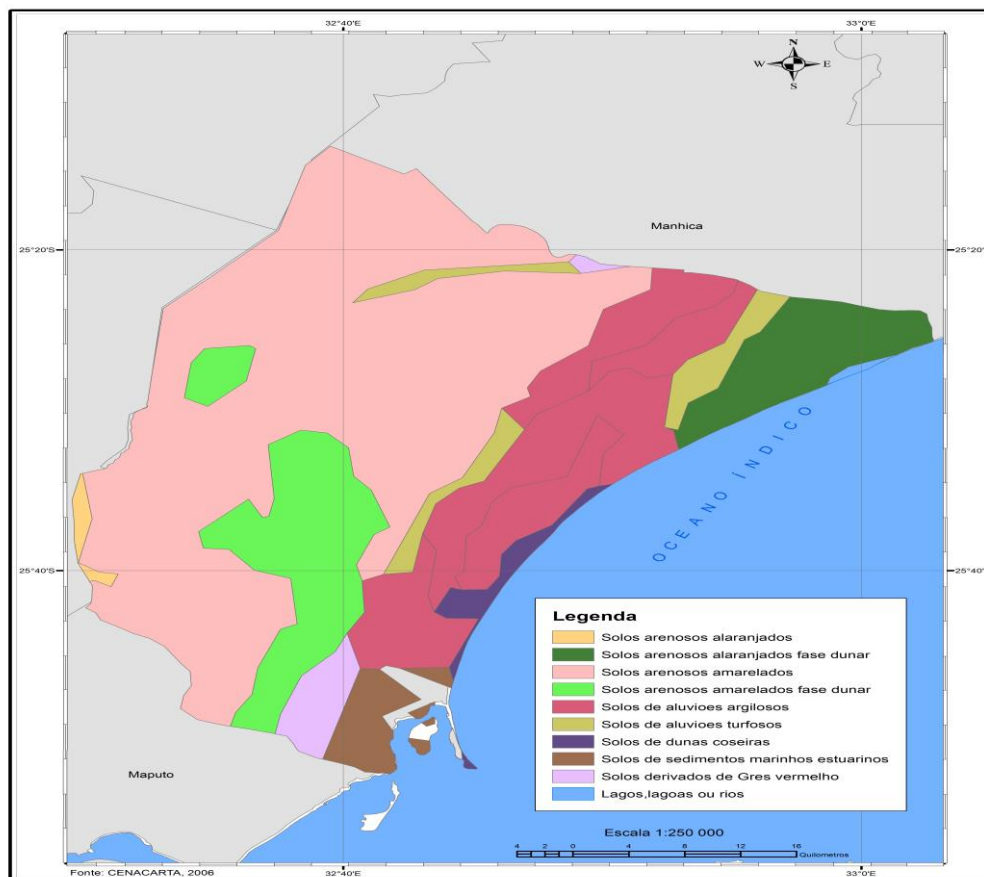 32°40'E
33°0'E
N
W
E
S
Manhica
25°20'S
25°20'S
OCEANO ÍNDICO
25°40'S
25°40'S
Legenda
Solos arenosos alaranjados
Solos arenosos alaranjados fase dunar
Solos arenosos amarelados
Solos arenosos amarelados fase dunar
Solos de aluvioes argilosos
Solos de aluvioes turfosos
Solos de dunas coseiras
Solos de sedimentos marinhos estuarinos
Solos derivados de Gres vermelho
Lagos,lagoas ou rios
Maputo
Escala 1:250 000
4 2 0 4 8 12 16
Quilometros
Fonte: CENACARTA, 2006
32°40'E
33°0'E